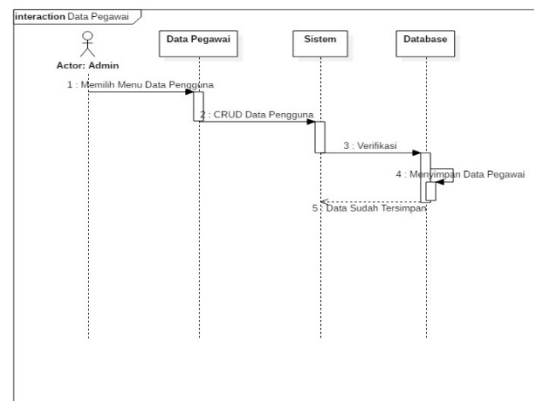 interaction Data Pegawai
Data Pegawai
Sistem
Database
Actor: Admin
1 : Memilih Menu Data Pengguna
2 : CRUD Data Pengguna
3 : Verifikasi
4 : Menyimpan Data Pegawai
5 : Data Sudah Tersimpan